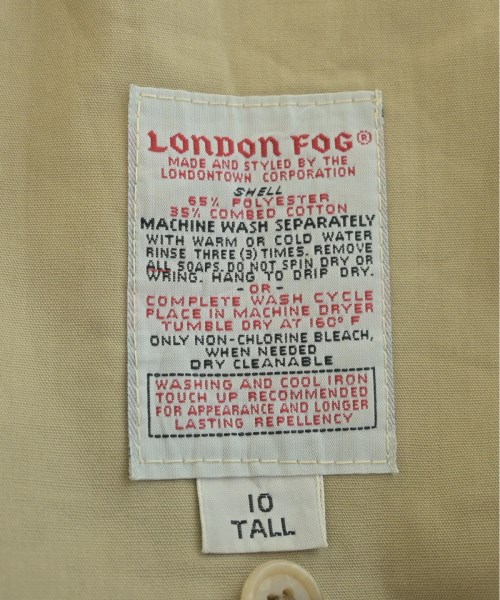 LONDON FOG®
MADE AND STYLED BY THE
LONDONTOWN CORPORATION
SHELL
65% POLYESTER
35% COMBED COTTON
MACHINE WASH SEPARATELY
WITH WARM OR COLD WATER
RINSE THREE (3) TIMES. REMOVE
ALL SOAPS. DO NOT SPIN DRY OR
WRING. HANG TO DRIP DRY.
- OR -
COMPLETE WASH CYCLE
PLACE IN MACHINE DRYER
TUMBLE DRY AT 160° F
ONLY NON-CHLORINE BLEACH,
WHEN NEEDED
DRY CLEANABLE
WASHING AND COOL IRON
TOUCH UP RECOMMENDED
FOR APPEARANCE AND LONGER
LASTING REPELLENCY
10
TALL